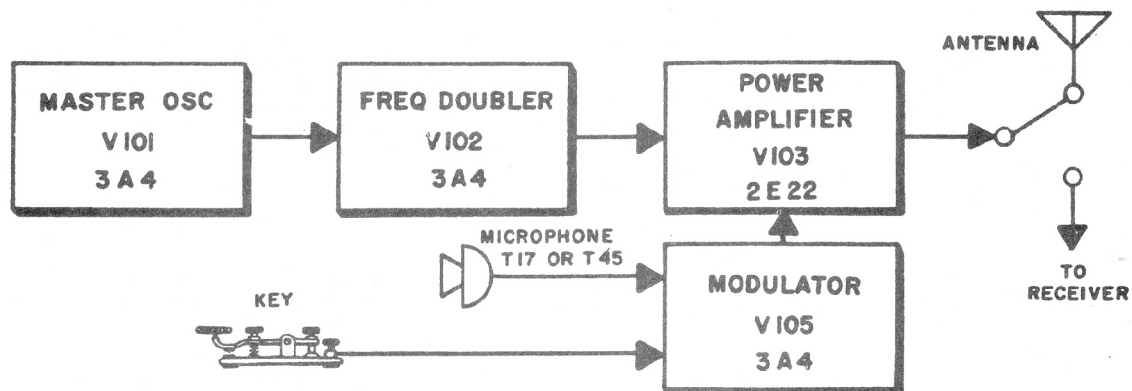 ANTENNA
MASTER OSC
V101
3A4
FREQ DOUBLER
V102
3A4
POWER
AMPLIFIER
V103
2E22
MICROPHONE
T17 OR T45
KEY
MODULATOR
V105
3A4
TO
RECEIVER